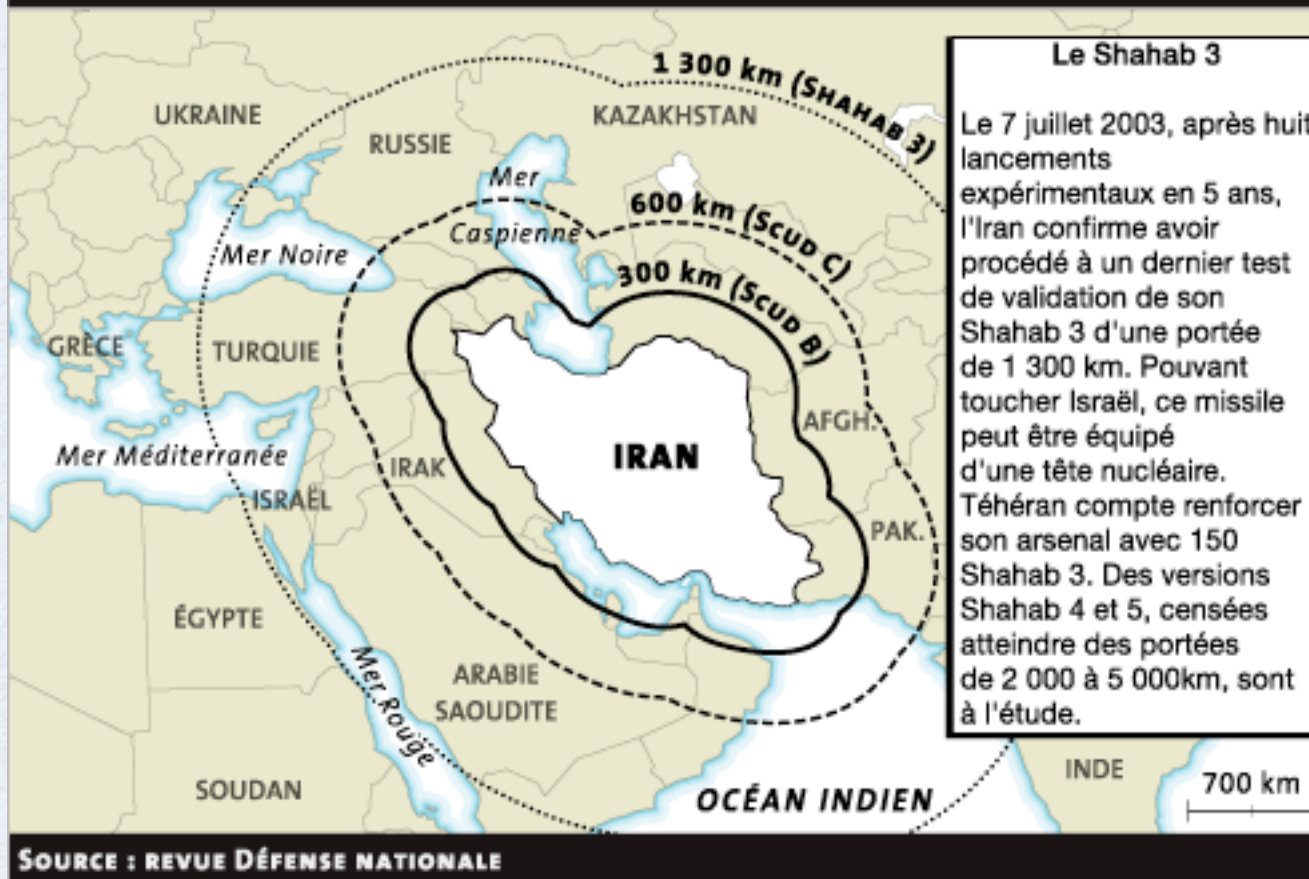 1 300 km (SHAHAB 3)
UKRAINE
KAZAKHSTAN
RUSSIE
Mer
Caspienne
600 km (SCUD C)
Mer Noire
300 km (SCUD B)
GRÈCE
TURQUIE
AFGH.
Mer Méditerranée
IRAK
IRAN
ISRAËL
PAK.
ÉGYPTE
Mer Rouge
ARABIE
SAOUDITE
SOUDAN
OCÉAN INDIEN
INDE
700 km
Le Shahab 3
Le 7 juillet 2003, après huit
lancements
expérimentaux en 5 ans,
l'Iran confirme avoir
procédé à un dernier test
de validation de son
Shahab 3 d'une portée
de 1 300 km. Pouvant
toucher Israël, ce missile
peut être équipé
d'une tête nucléaire.
Téhéran compte renforcer
son arsenal avec 150
Shahab 3. Des versions
Shahab 4 et 5, censées
atteindre des portées
de 2 000 à 5 000km, sont
à l'étude.
SOURCE : REVUE DÉFENSE NATIONALE